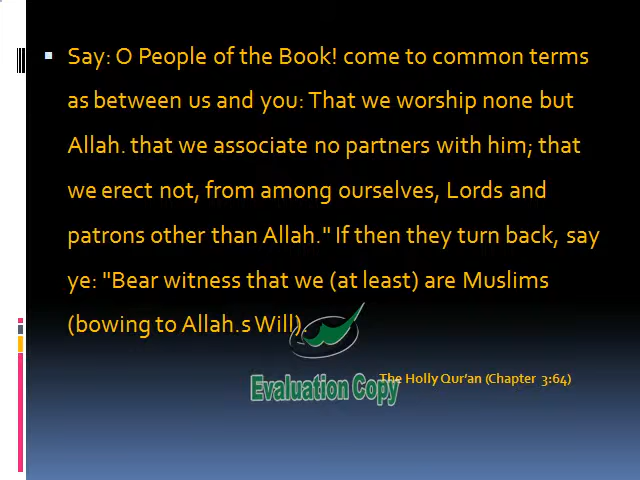 Say: O People of the Book! come to common terms
as between us and you: That we worship none but
Allah. that we associate no partners with him; that
we erect not, from among ourselves, Lords and
patrons other than Allah." If then they turn back, say
ye: "Bear witness that we (at least) are Muslims
(bowing to Allah.s Will).
The Holly Qur'an (Chapter 3:64)
Evaluation Copy